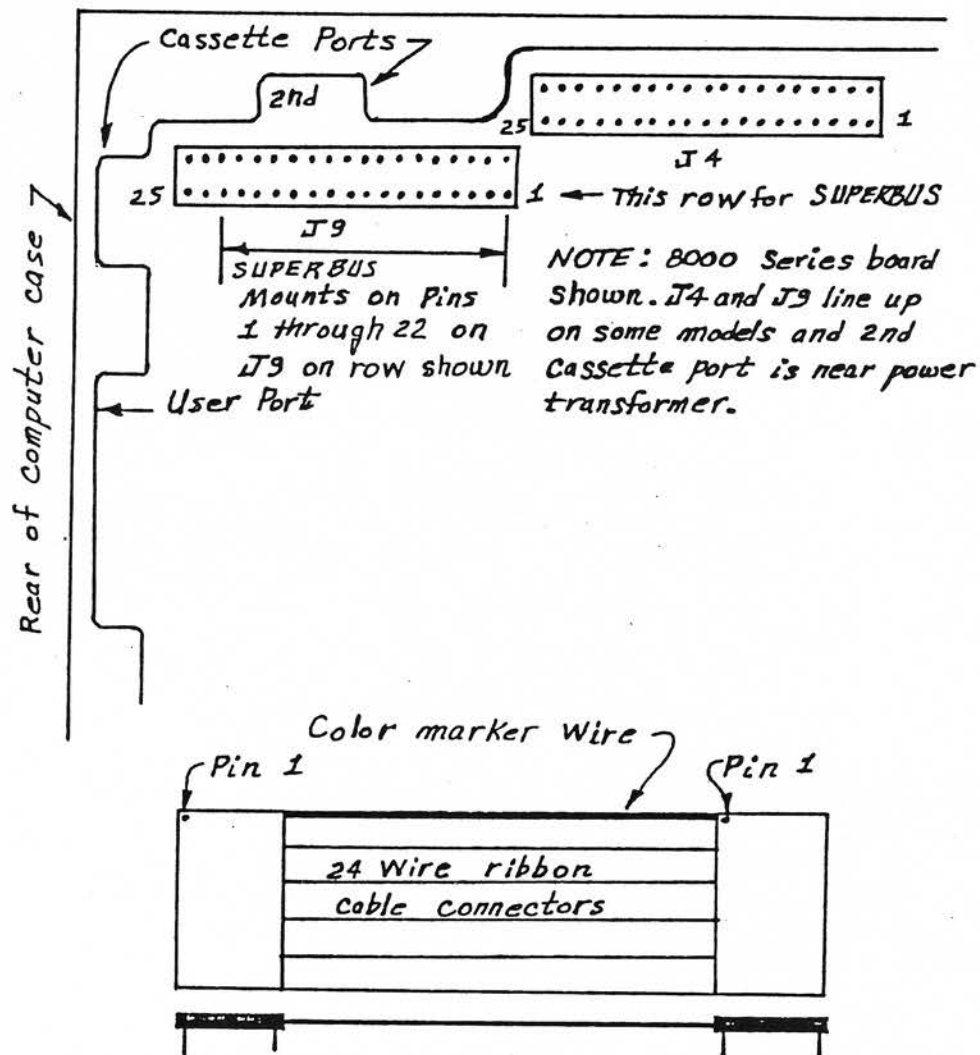 Cassette Ports
2nd
25
1
J4
25
1
This row for SUPERBUS
J9
SUPERBUS
Mounts on Pins
1 through 22 on
J9 on row shown
NOTE: 8000 Series board
Shown. J4 and J9 line up
on some models and 2nd
Cassette port is near power
transformer.
User Port
Rear of Computer case
Color marker Wire
Pin 1
Pin 1
24 Wire ribbon
cable connectors